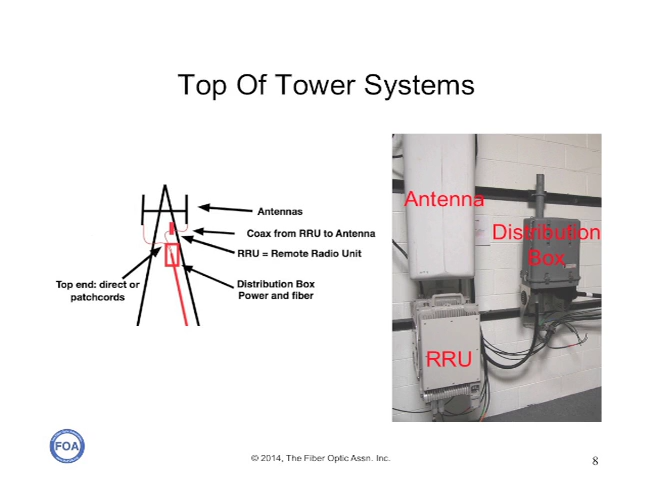 Top Of Tower Systems
Antennas
Coax from RRU to Antenna
RRU = Remote Radio Unit
Top end: direct or
patchcords
Distribution Box
Power and fiber
Antenna
Distribution
Box
RRU
FOA
© 2014, The Fiber Optic Assn. Inc.
8